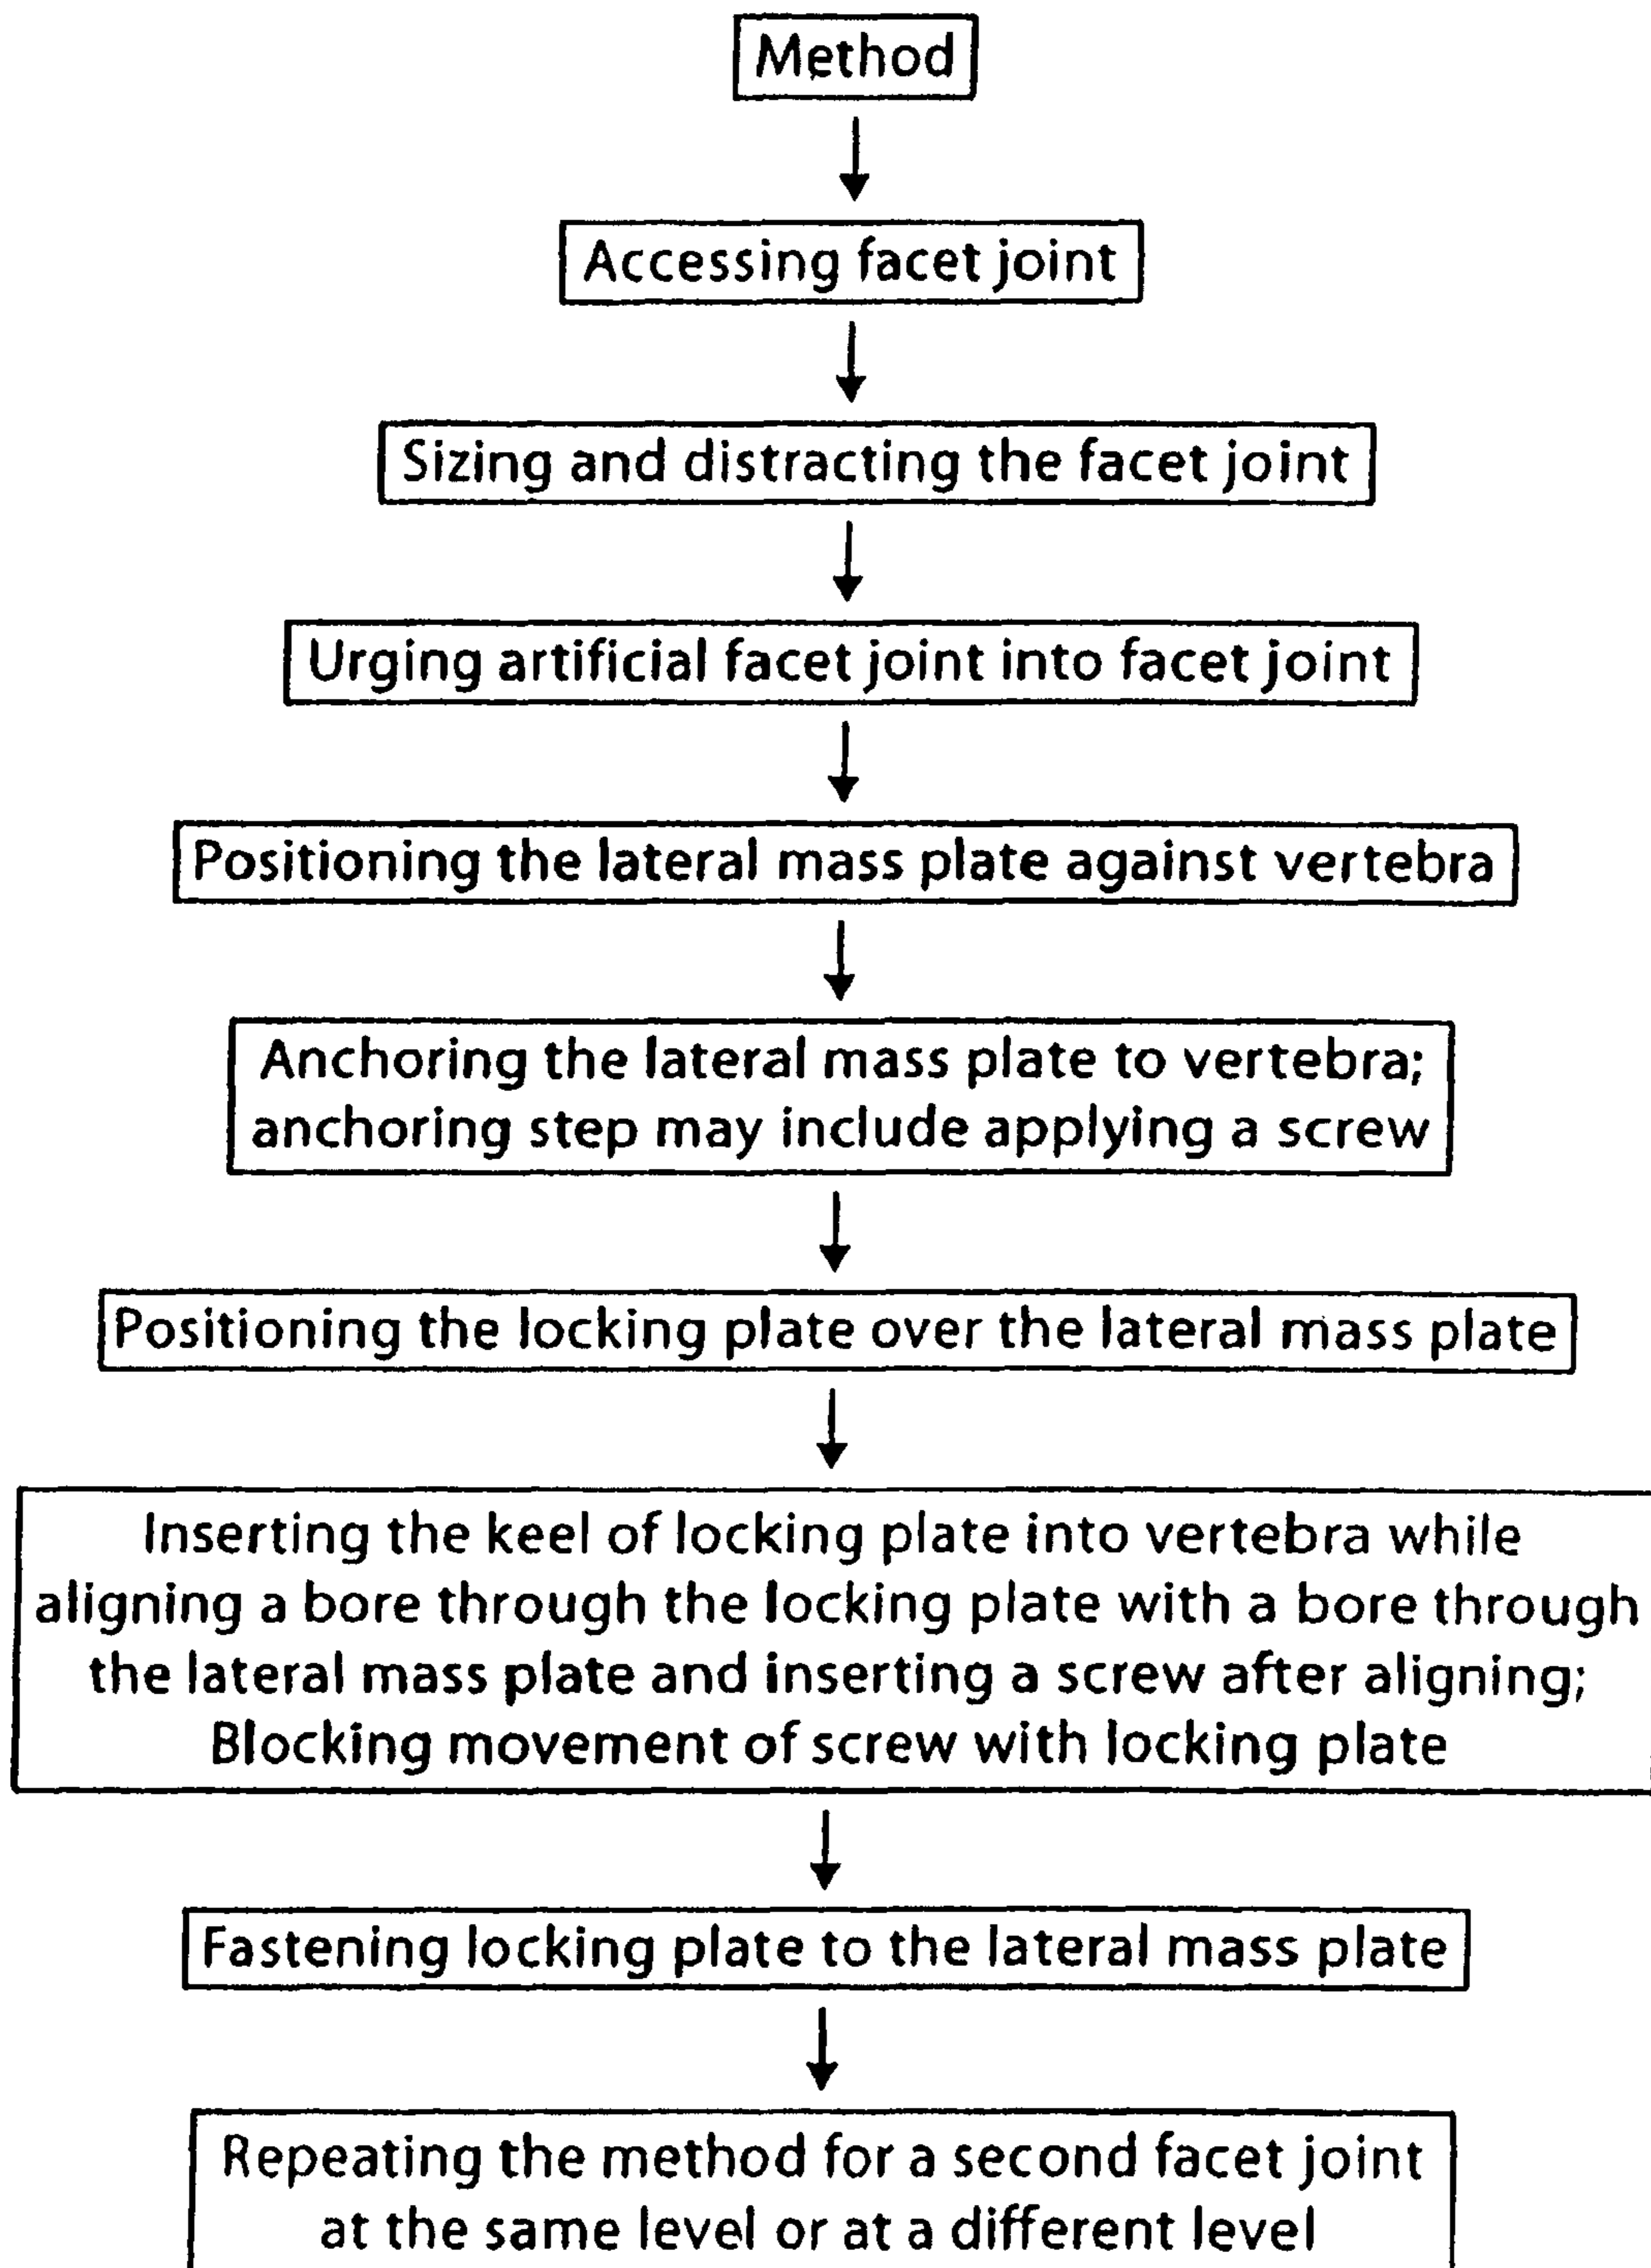 Method
Accessing facet joint
Sizing and distracting the facet joint
Urging artificial facet joint into facet joint
Positioning the lateral mass plate against vertebra
Anchoring the lateral mass plate to vertebra;
anchoring step may include applying a screw
Positioning the locking plate over the lateral mass plate
Inserting the keel of locking plate into vertebra while
aligning a bore through the locking plate with a bore through
the lateral mass plate and inserting a screw after aligning;
Blocking movement of screw with locking plate
Fastening locking plate to the lateral mass plate
Repeating the method for a second facet joint
at the same level or at a different level